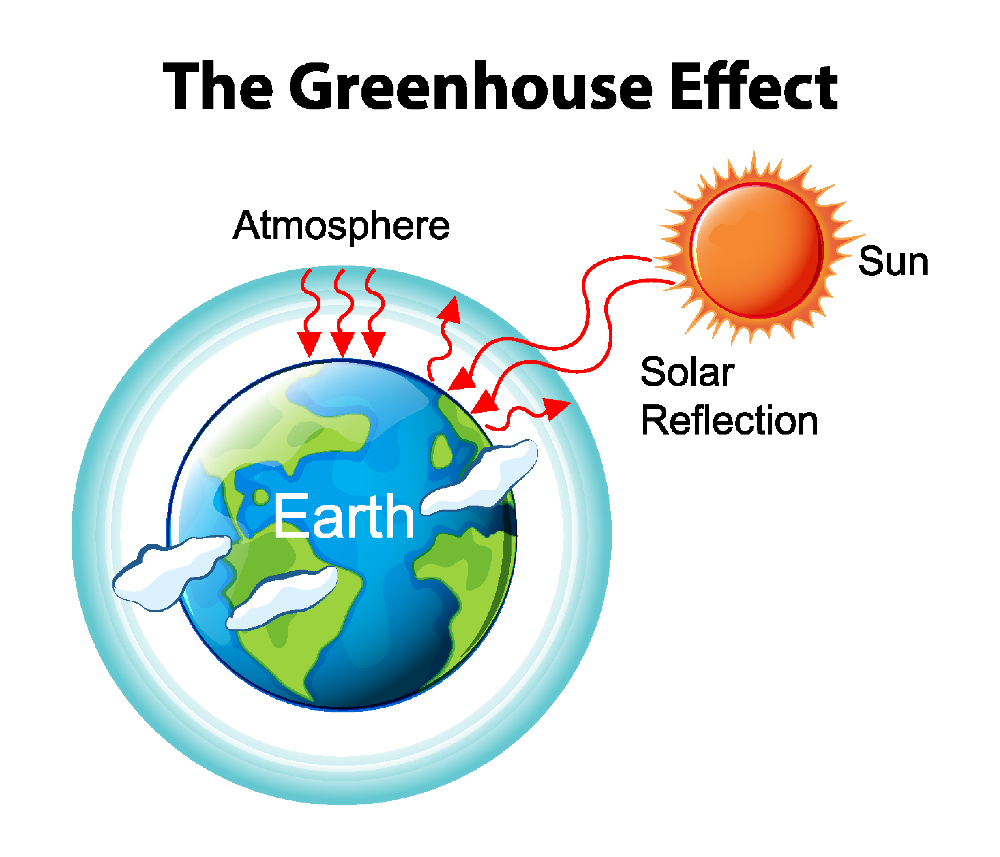 The Greenhouse Effect
Atmosphere
Sun
Solar
Reflection
Earth